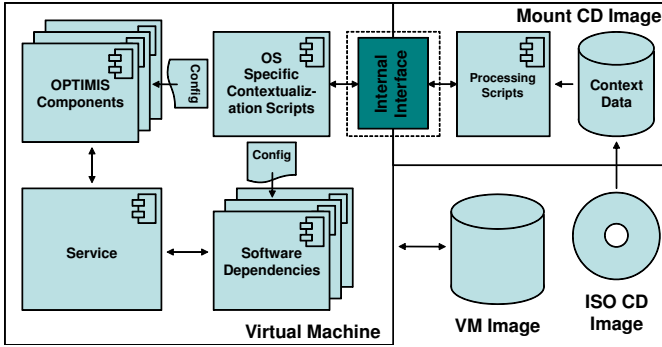 Mount CD Image
OPTIMIS
Components
Config
OS
Specific
Contextualiz-
ation Scripts
Internal
Interface
Processing
Scripts
Context
Data
Config
Service
Software
Dependencies
Virtual Machine
VM Image
ISO CD
Image